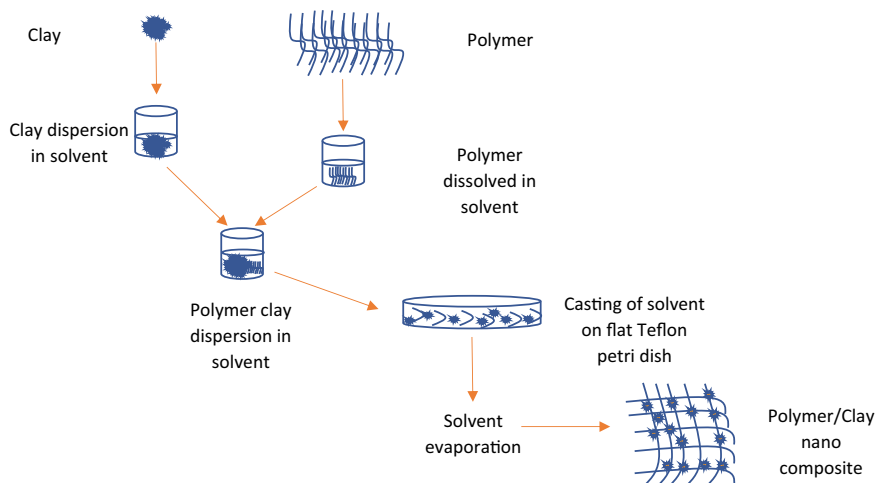 Clay
Polymer
Clay dispersion
in solvent
Polymer
dissolved in
solvent
Polymer clay
dispersion in
solvent
Casting of solvent
on flat Teflon
petri dish
Solvent
evaporation
Polymer/Clay
nano
composite